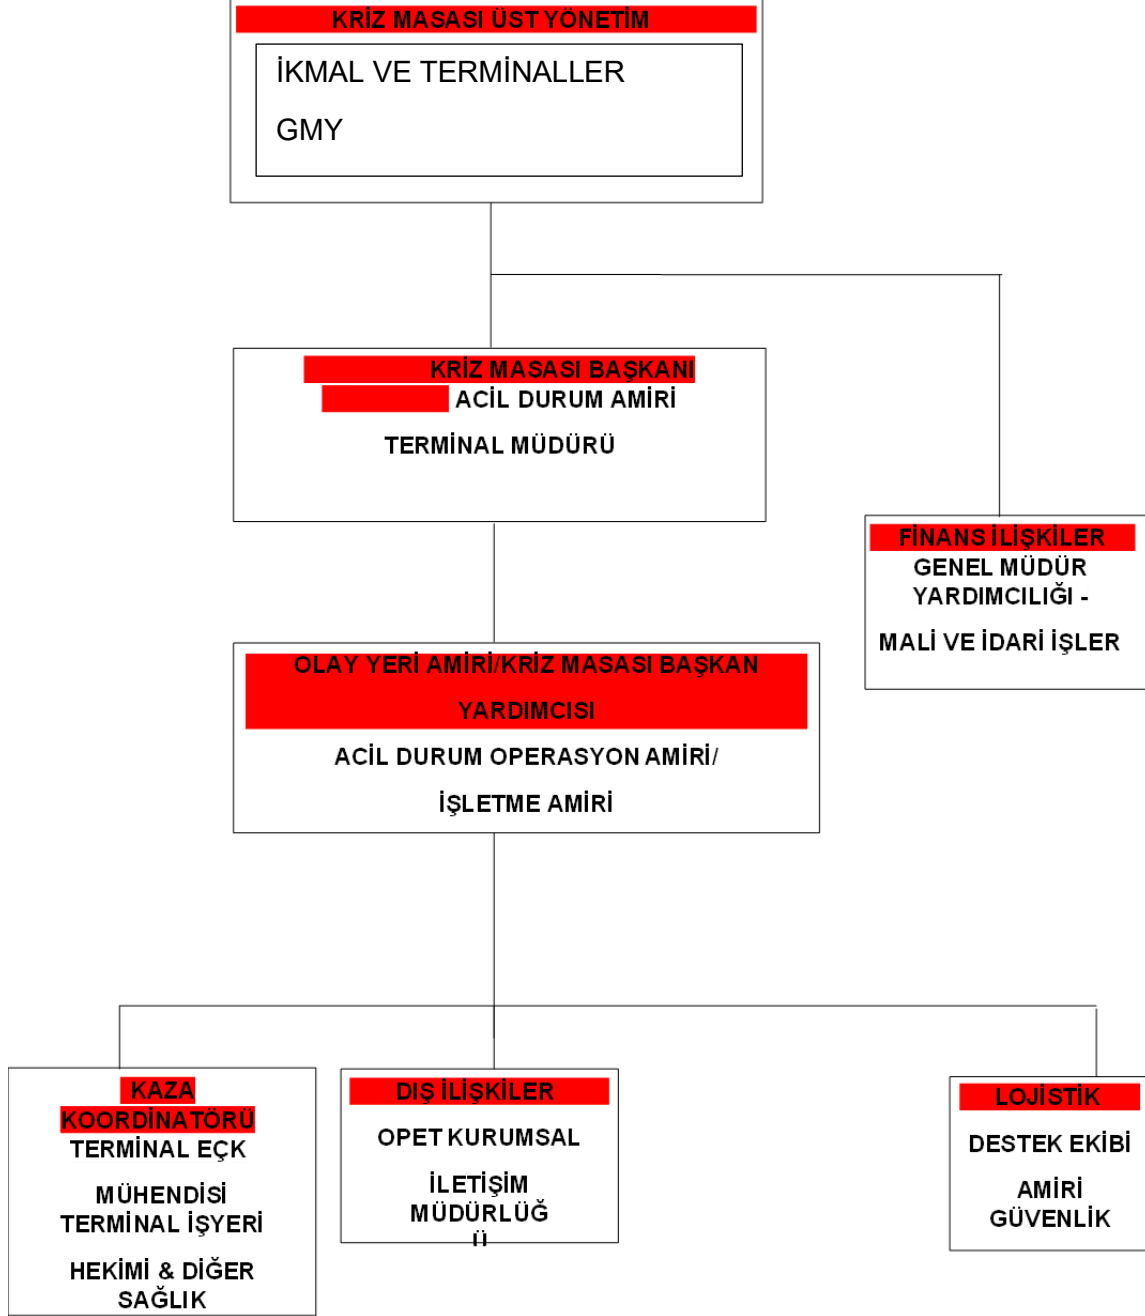 KRİZ MASASI ÜST YÖNETİM
İKMAL VE TERMİNALLER
GMY
KRİZ MASASI BAŞKANI
ACİL DURUM AMİRİ
TERMİNAL MÜDÜRÜ
FİNANS İLİŞKİLER
GENEL MÜDÜR
YARDIMCILIĞI -
MALİ VE İDARİ İŞLER
OLAY YERİ AMİRİ/KRİZ MASASI BAŞKAN
YARDIMCISI
ACİL DURUM OPERASYON AMİRİ/
İŞLETME AMİRİ
KAZA
KOORDİNATÖRÜ
TERMİNAL EÇK
MÜHENDİSİ
TERMİNAL İŞYERİ
HEKİMİ & DİĞER
SAĞLIK
DIŞ İLİŞKİLER
OPET KURUMSAL
İLETİŞİM
MÜDÜRLÜĞ
Ü
LOJİSTİK
DESTEK EKİBİ
AMİRİ
GÜVENLİK